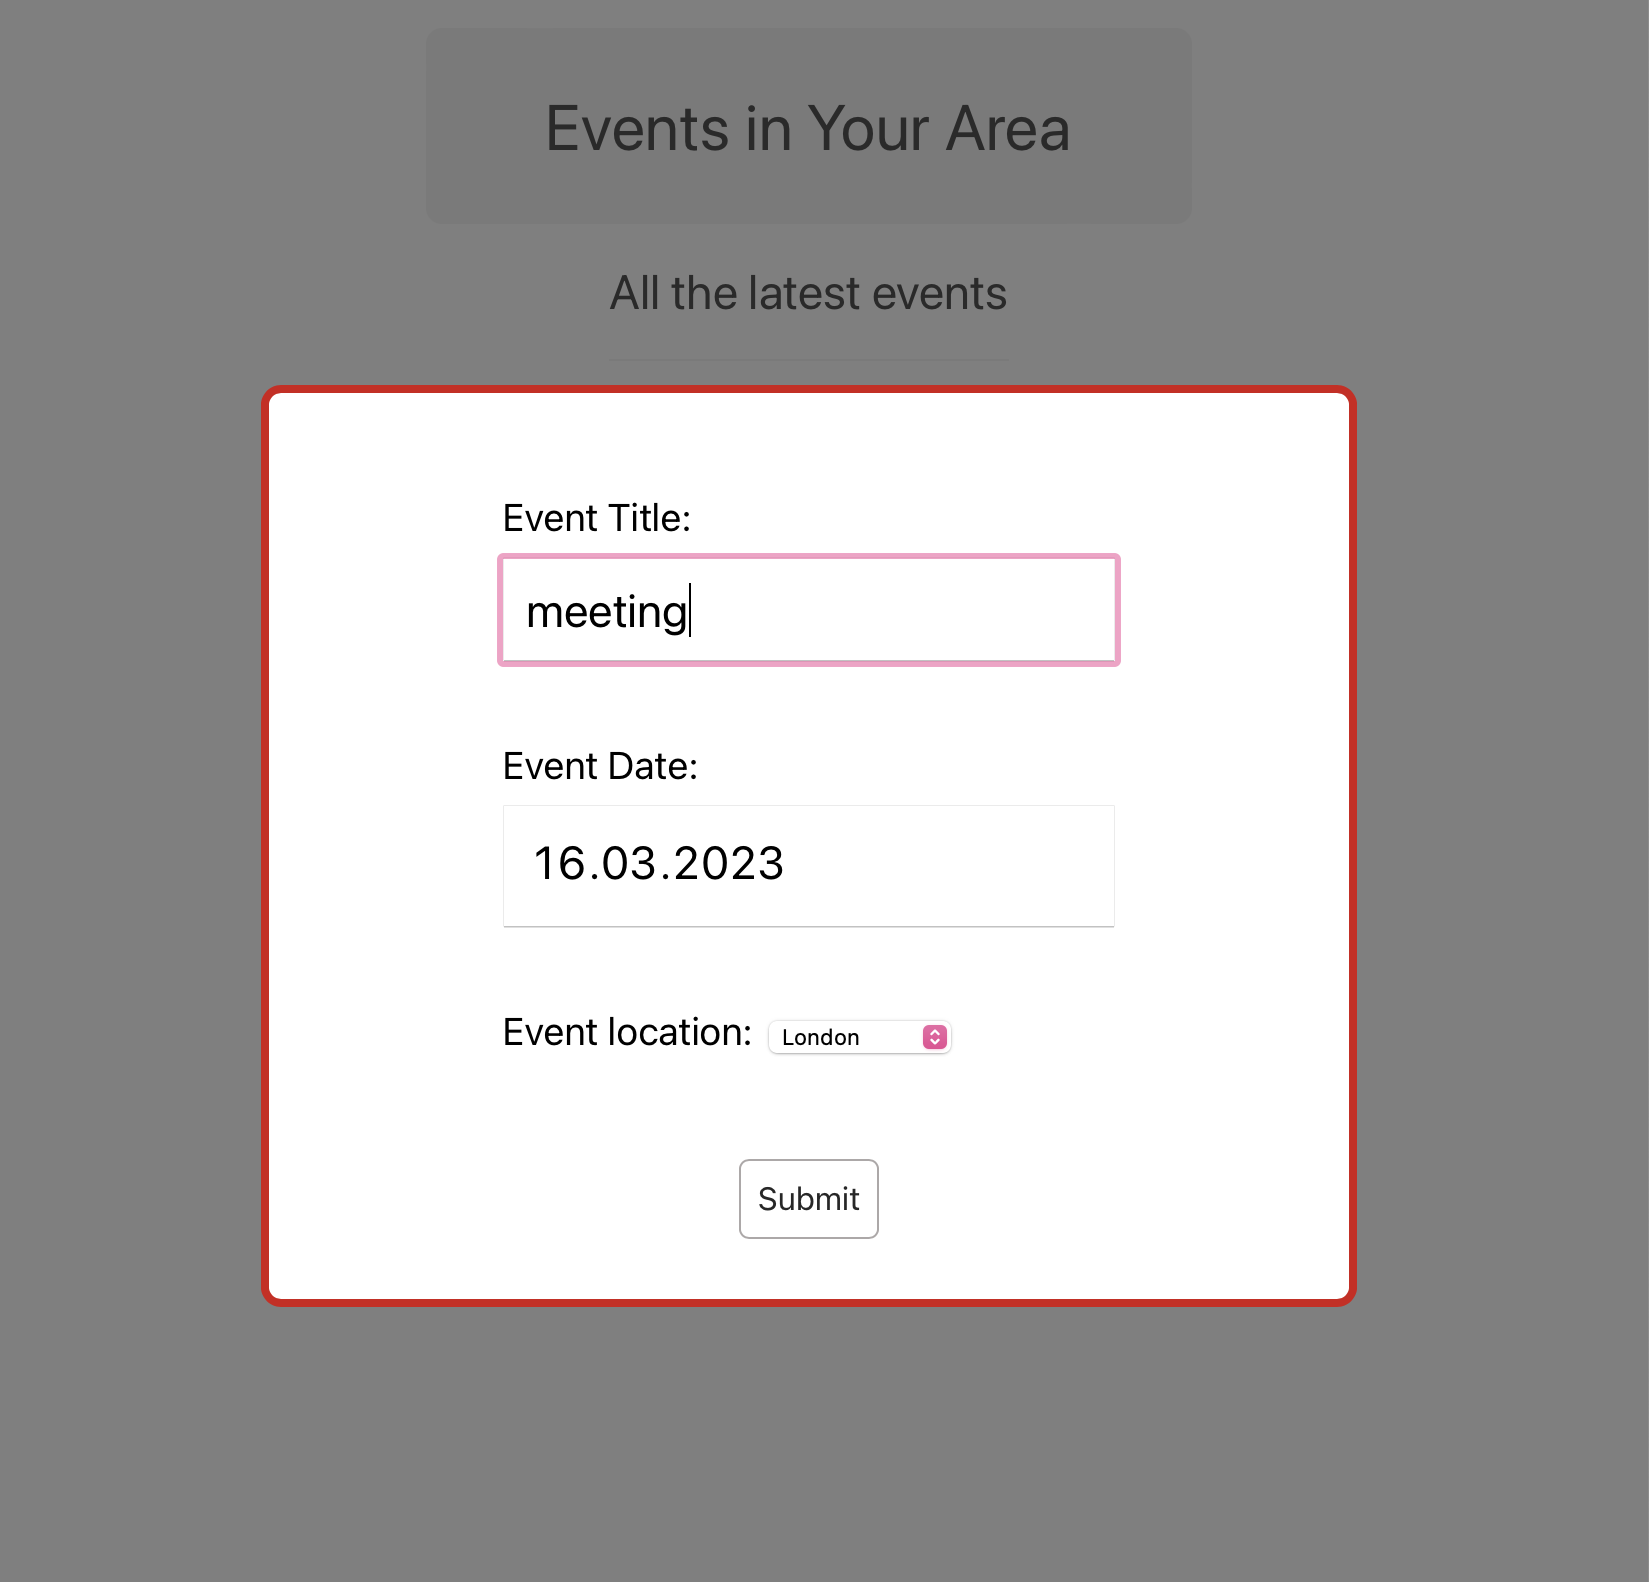 Events in Your Area
All the latest events
Event Title:
meeting
Event Date:
16.03.2023
Event location: London
Submit